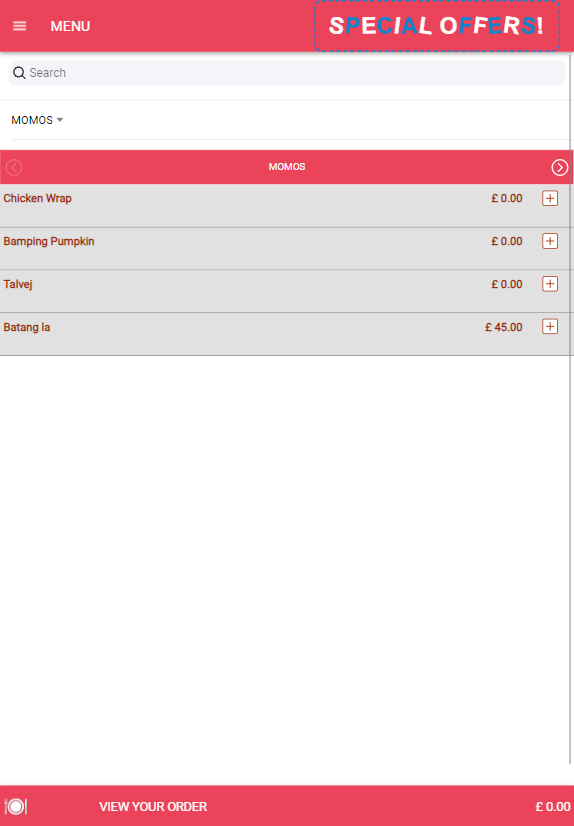 MENU SPECIAL OFFERS!
Search
MOMOS
MOMOS
Chicken Wrap £ 0.00
Bamping Pumpkin £ 0.00
Talvej £ 0.00
Batang la £ 45.00
VIEW YOUR ORDER £ 0.00